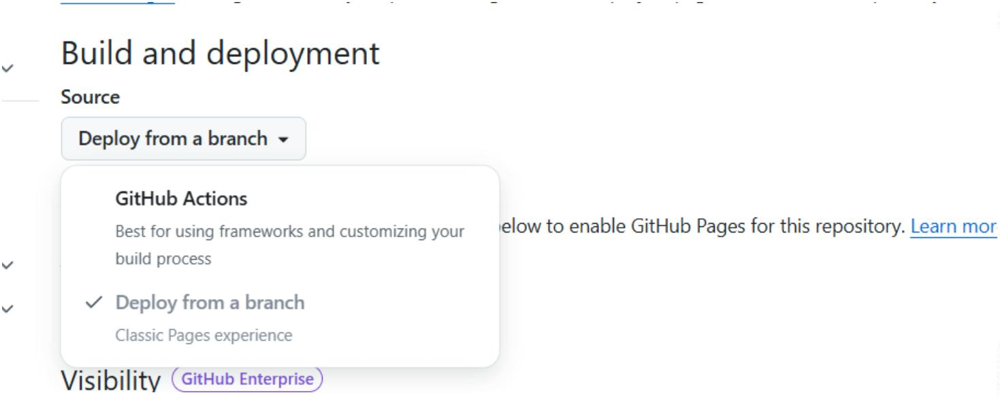 Build and deployment
Source
Deploy from a branch
GitHub Actions
Best for using frameworks and customizing your
build process
elow to enable GitHub Pages for this repository. Learn mor
Deploy from a branch
Classic Pages experience
Visibility GitHub Enterprise